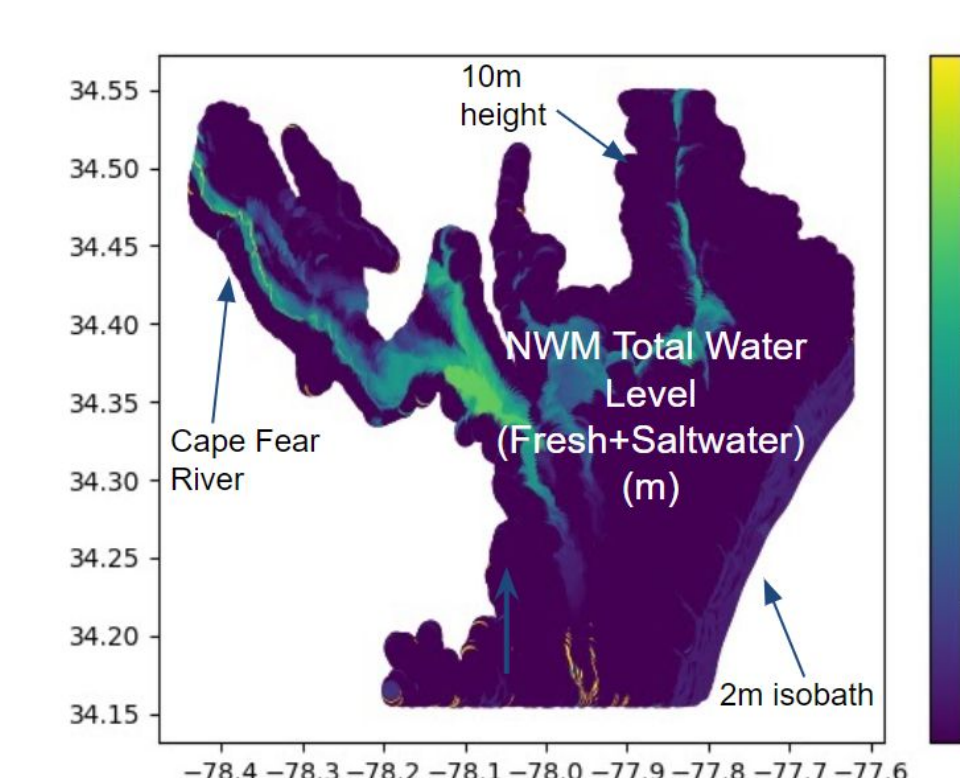 10m
height
34.55
34.50
34.45
34.40
34.35
34.30
34.25
34.20
34.15
NWM Total Water
Level
(Fresh+Saltwater)
(m)
Cape Fear
River
2m isobath
−78.4 −78.3 −78.2 −78.1 −78.0 −77.9 −77.8 −77.7 −77.6